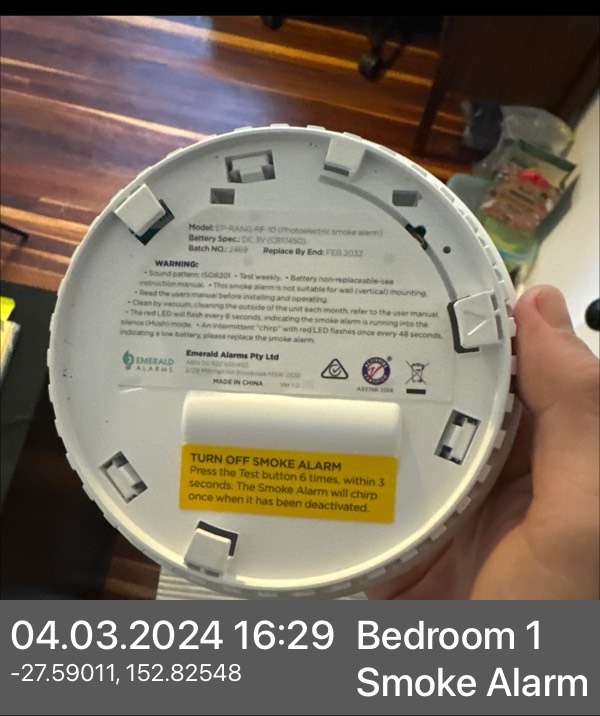 Model: EP-RANG-RF-10 (Photoelectric smoke alarm)
Battery Spec.: DC 3V (CR17450)
Batch NO.: 2469 Replace By End: FEB.2032
WARNING:
• Sound pattern: ISO8201 • Test weekly. • Battery non-replaceable-see
instruction manual. • This smoke alarm is not suitable for wall (vertical) mounting.
• Read the users manual before installing and operating.
• Clean by vacuum, cleaning the outside of the unit each month, refer to the user manual.
• The red LED will flash every 8 seconds, indicating the smoke alarm is running into the
silence (Hush) mode. • An intermittent "chirp" with red LED flashes once every 48 seconds,
indicating a low battery, please replace the smoke alarm.
EMERALD
ALARMS
Emerald Alarms Pty Ltd
MADE IN CHINA Ver 1.0
AS3786:2014
TURN OFF SMOKE ALARM
Press the Test button 6 times, within 3
seconds. The Smoke Alarm will chirp
once when it has been deactivated.
04.03.2024 16:29
-27.59011, 152.82548
Bedroom 1
Smoke Alarm